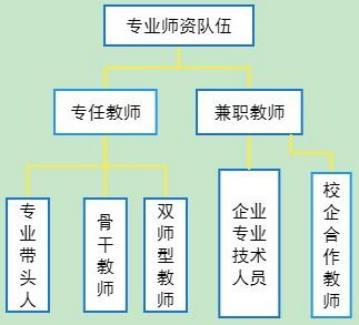 专业师资队伍
专任教师
兼职教师
专业带头人
骨干教师
双师型教师
企业专业技术人员
校企合作教师